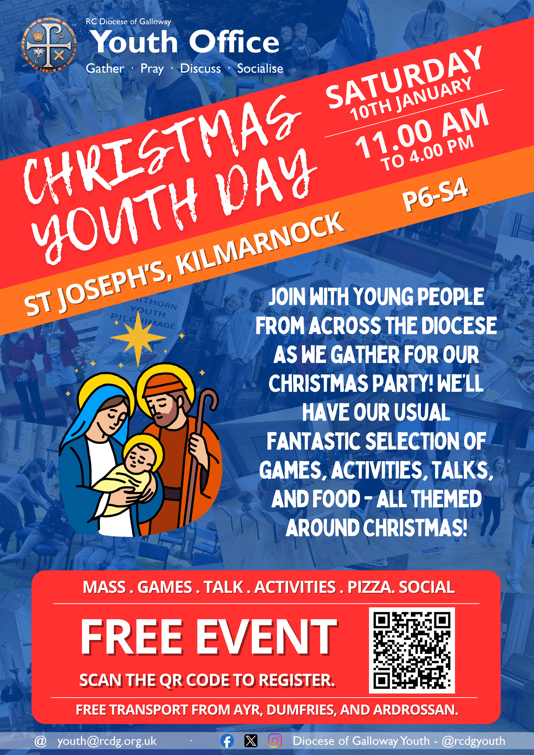 RC Diocese of Galloway
Youth Office
Gather · Pray · Discuss · Socialise
SATURDAY
10TH JANUARY
11.00 AM
TO 4.00 PM
CHRISTMAS
YOUTH DAY
P6-S4
ST JOSEPH'S, KILMARNOCK
YOUTH
JOIN WITH YOUNG PEOPLE
FROM ACROSS THE DIOCESE
AS WE GATHER FOR OUR
CHRISTMAS PARTY! WE'LL
HAVE OUR USUAL
FANTASTIC SELECTION OF
GAMES, ACTIVITIES, TALKS,
AND FOOD - ALL THEMED
AROUND CHRISTMAS!
MASS . GAMES . TALK . ACTIVITIES . PIZZA. SOCIAL
FREE EVENT
SCAN THE QR CODE TO REGISTER.
FREE TRANSPORT FROM AYR, DUMFRIES, AND ARDROSSAN.
@ youth@rcdg.org.uk · Diocese of Galloway Youth - @rcdgyouth